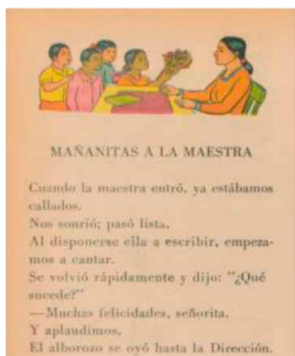 MAÑANITAS A LA MAESTRA
Cuando la maestra entró, ya estábamos
callados.
Nos sonrió; pasó lista.
Al disponerse ella a escribir, empeza-
mos a cantar.
Se volvió rápidamente y dijo: "¿Qué
sucede?"
—Muchas felicidades, señorita.
Y aplaudimos.
El alborozo se oyó hasta la Dirección.